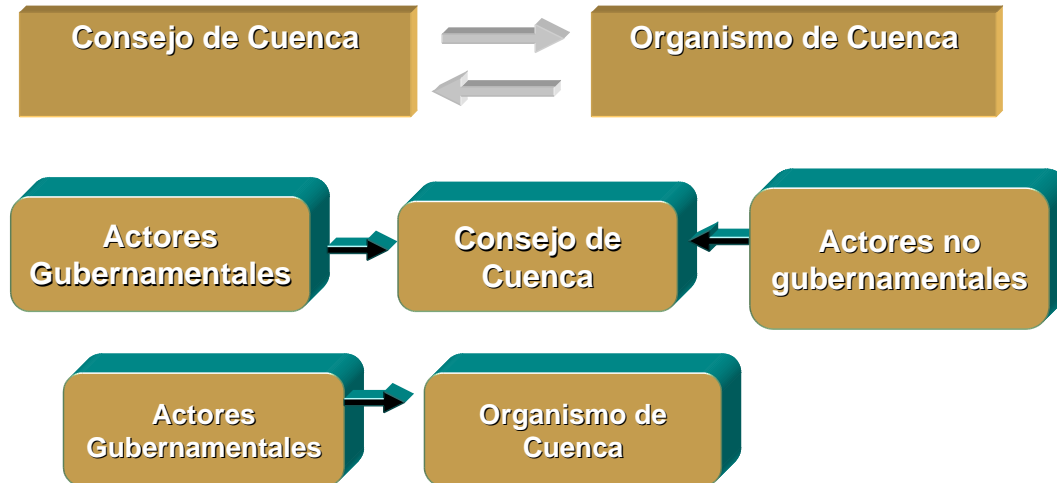 Consejo de Cuenca
Organismo de Cuenca
Actores
Gubernamentales
Consejo de
Cuenca
Actores no
gubernamentales
Actores
Gubernamentales
Organismo de
Cuenca